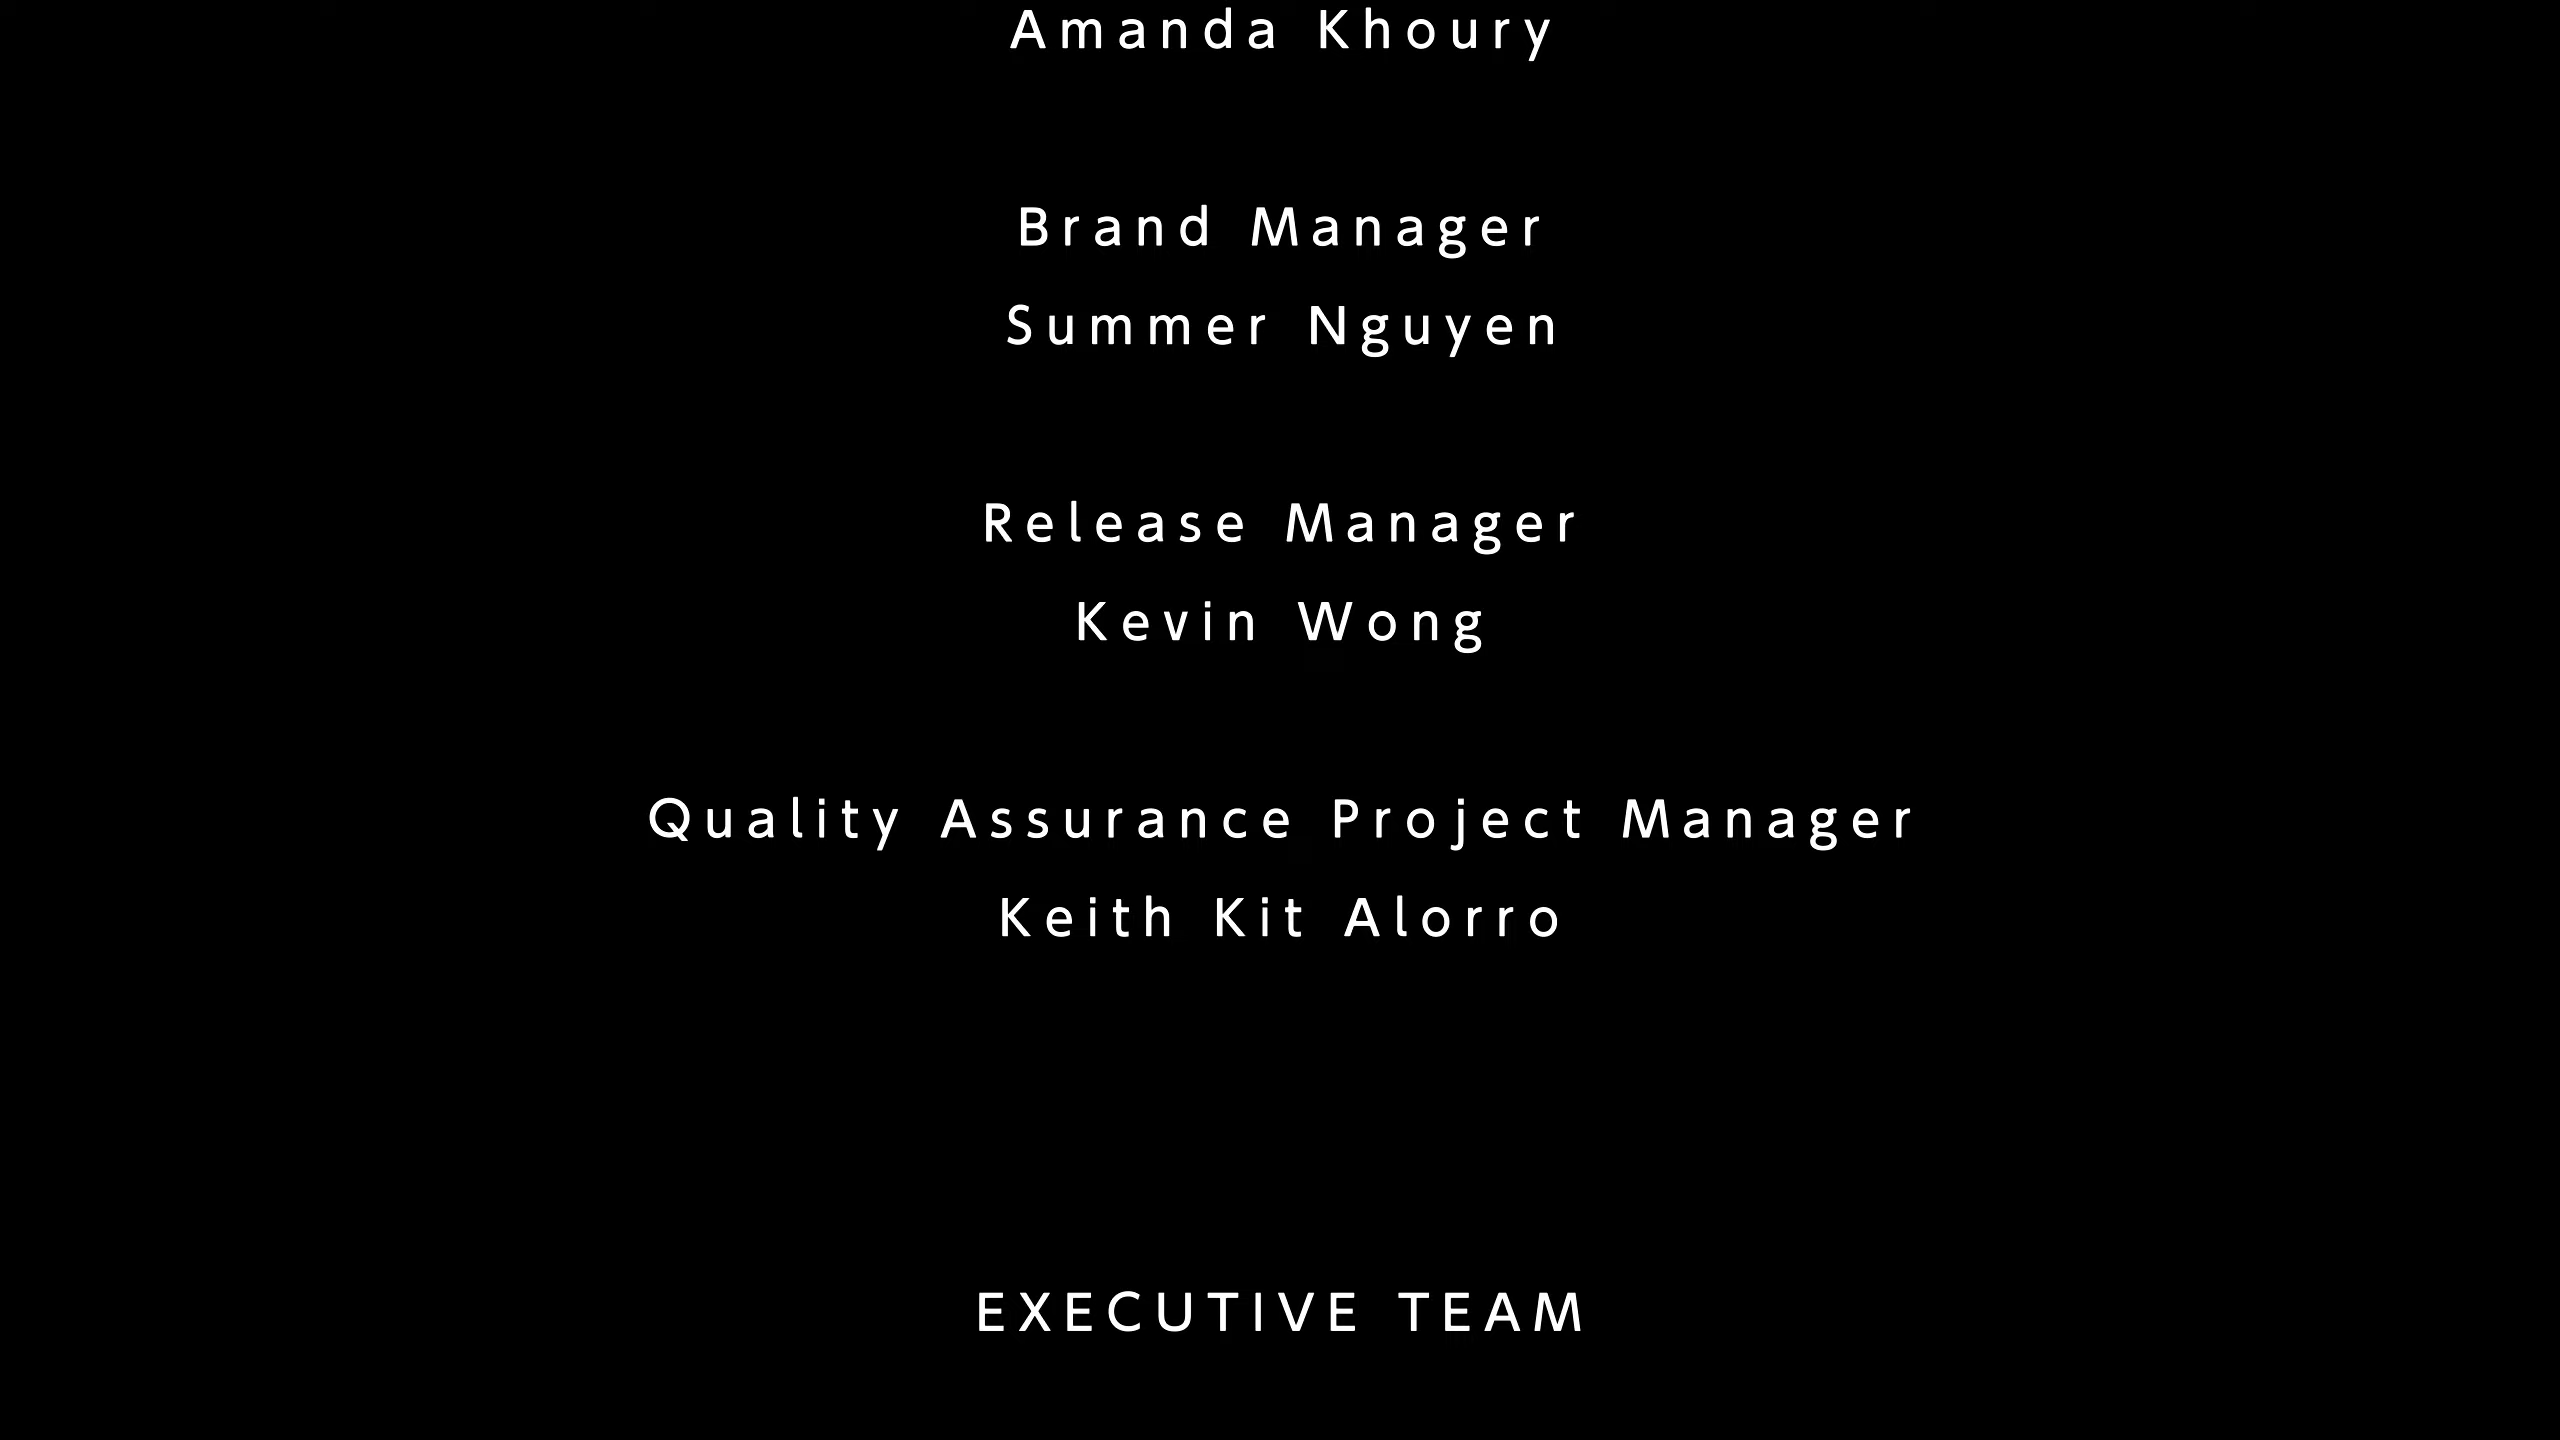 Amanda Khoury
Brand Manager
Summer Nguyen
Release Manager
Kevin Wong
Quality Assurance Project Manager
Keith Kit Alorro
EXECUTIVE TEAM